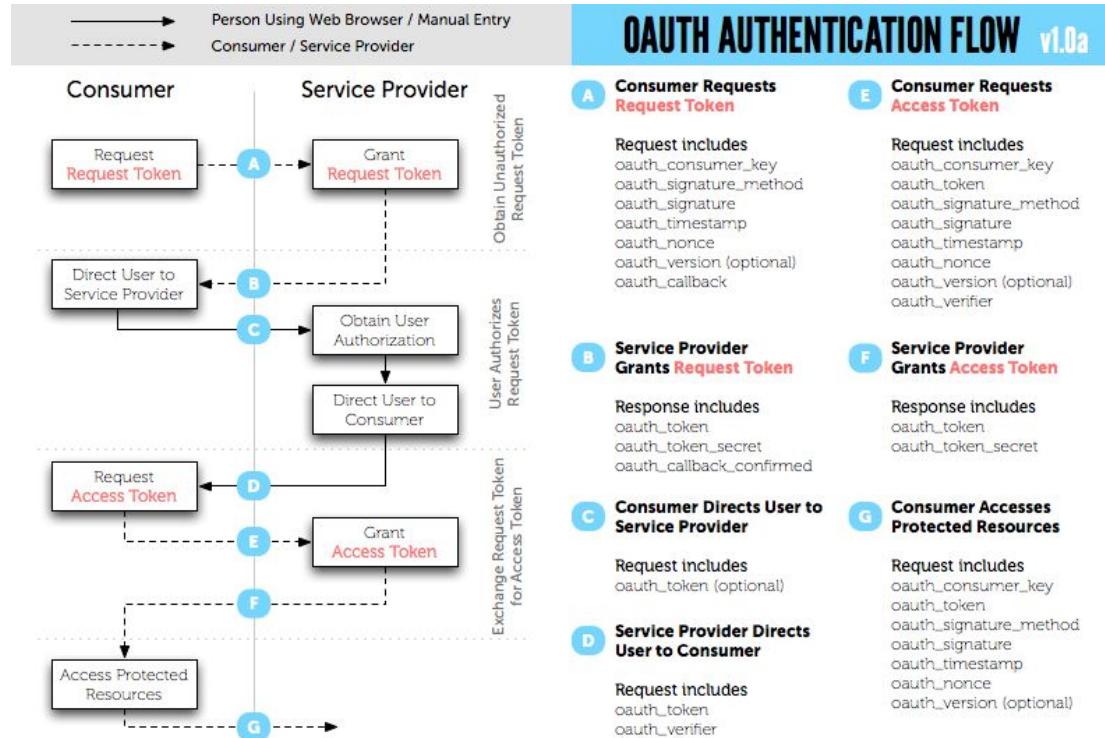 Person Using Web Browser / Manual Entry
Consumer / Service Provider
OAUTH AUTHENTICATION FLOW v1.0a
Consumer
Service Provider
Request
Request Token
A
Grant
Request Token
Obtain Unauthorized
Request Token
Direct User to
Service Provider
B
C
Obtain User
Authorization
Direct User to
Consumer
User Authorizes
Request Token
Request
Access Token
D
E
Grant
Access Token
F
Exchange Request Token
for Access Token
Access Protected
Resources
G
A
Consumer Requests
Request Token
Request includes
oauth_consumer_key
oauth_signature_method
oauth_signature
oauth_timestamp
oauth_nonce
oauth_version (optional)
oauth_callback
B
Service Provider
Grants Request Token
Response includes
oauth_token
oauth_token_secret
oauth_callback_confirmed
C
Consumer Directs User to
Service Provider
Request includes
oauth_token (optional)
D
Service Provider Directs
User to Consumer
Request includes
oauth_token
oauth_verifier
E
Consumer Requests
Access Token
Request includes
oauth_consumer_key
oauth_token
oauth_signature_method
oauth_signature
oauth_timestamp
oauth_nonce
oauth_version (optional)
oauth_verifier
F
Service Provider
Grants Access Token
Response includes
oauth_token
oauth_token_secret
G
Consumer Accesses
Protected Resources
Request includes
oauth_consumer_key
oauth_token
oauth_signature_method
oauth_signature
oauth_timestamp
oauth_nonce
oauth_version (optional)